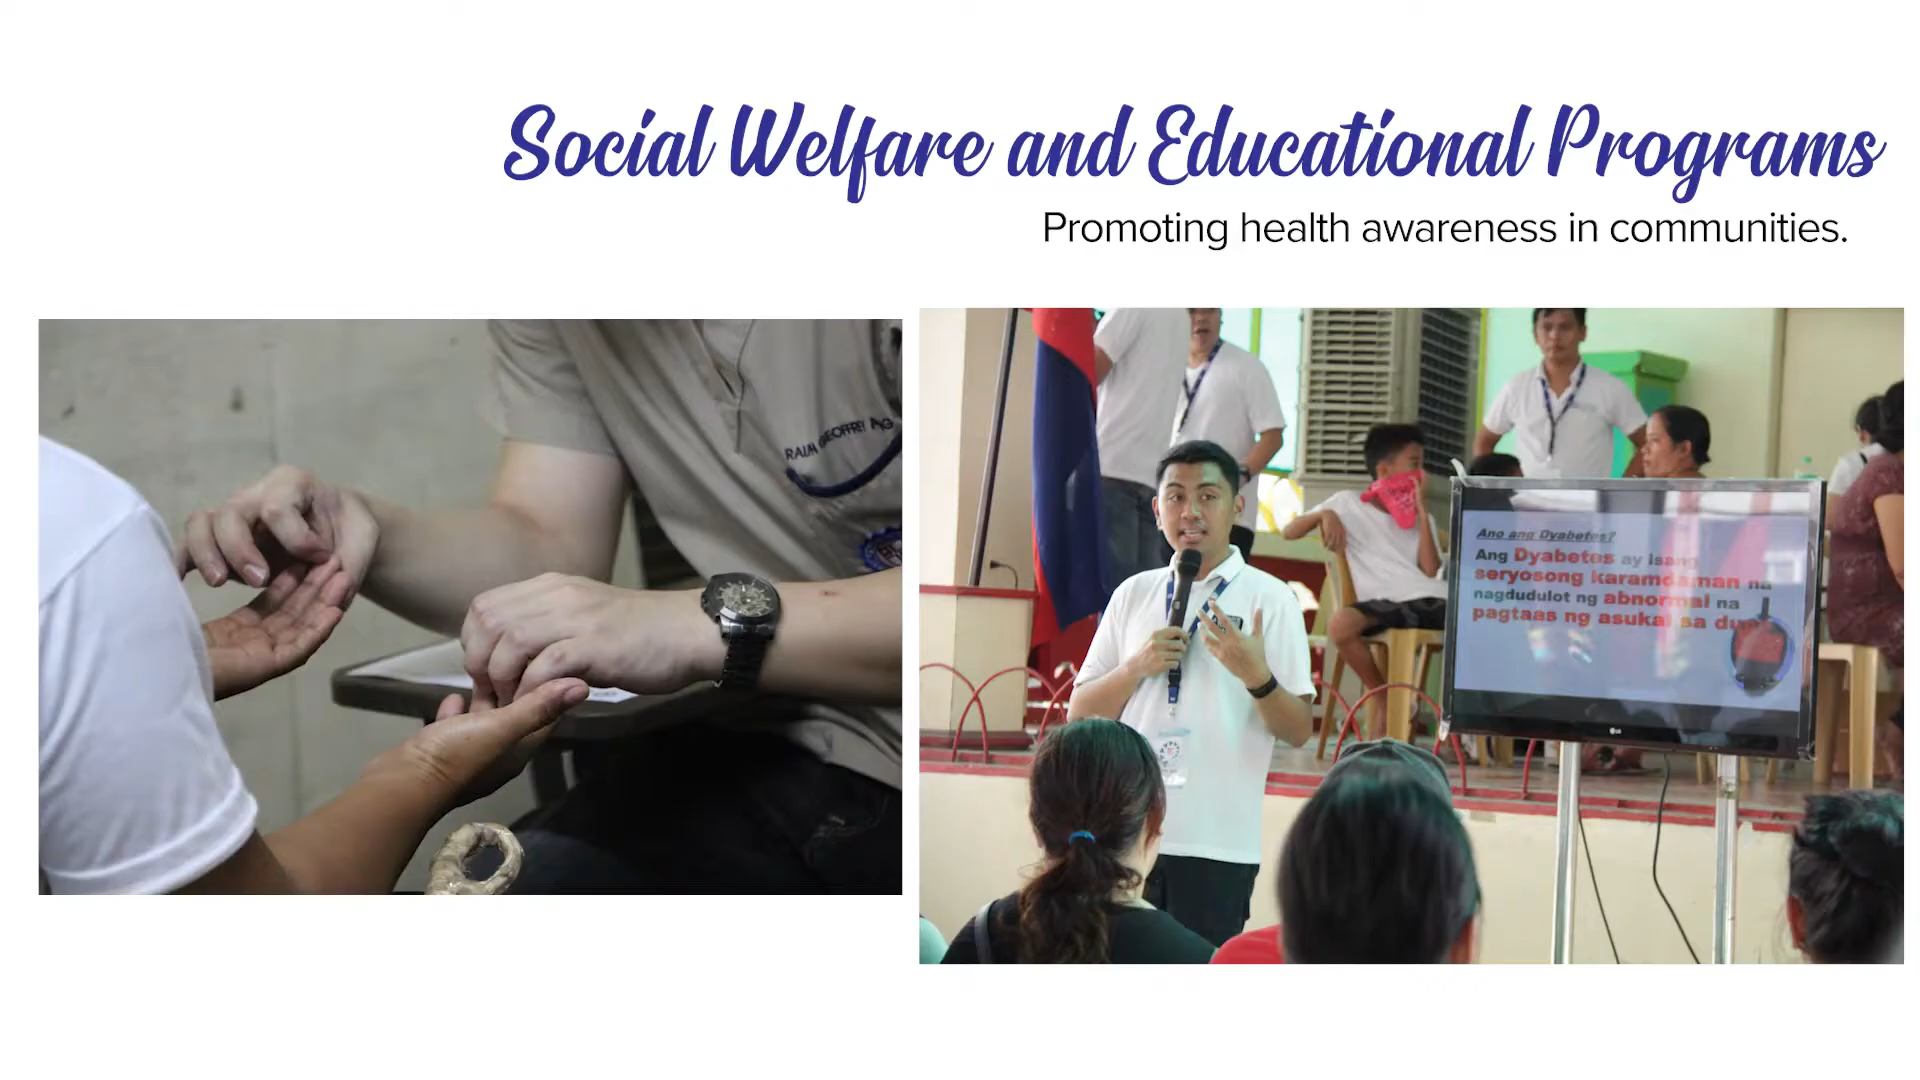 Social Welfare and Educational Programs
Promoting health awareness in communities.
Ano ang Dyabetes?
Ang Dyabetes ay isang
seryosong karamdaman na
nagdudulot ng abnormal na
pagtaas ng asukal sa
LG